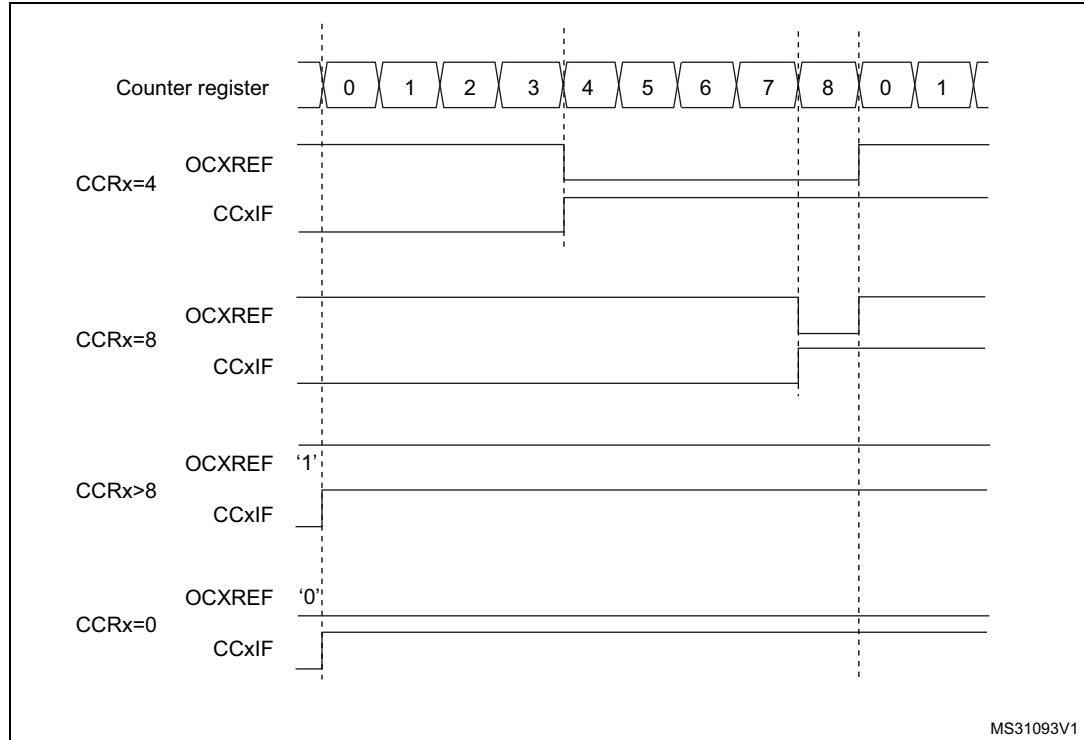 Counter register 0 1 2 3 4 5 6 7 8 0 1
OCXREF
CCRx=4
CCxIF
OCXREF
CCRx=8
CCxIF
OCXREF ‘1’
CCRx>8
CCxIF
OCXREF ‘0’
CCRx=0
CCxIF
MS31093V1